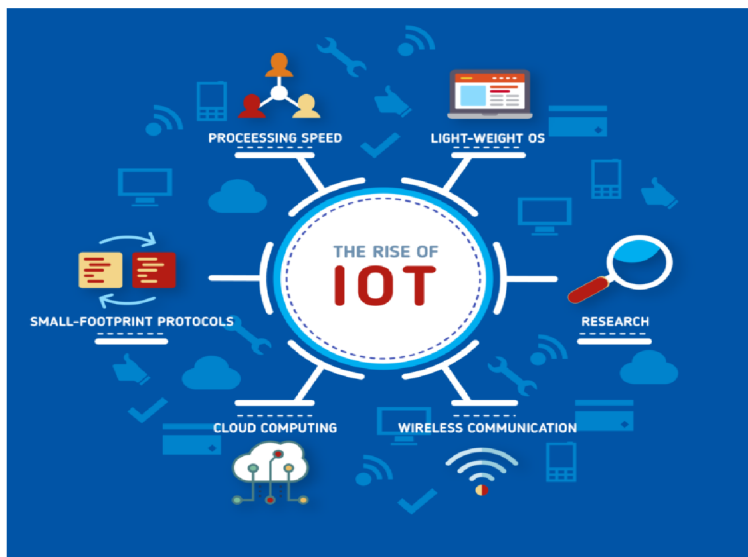 PROCEESSING SPEED
LIGHT-WEIGHT OS
THE RISE OF
IOT
SMALL-FOOTPRINT PROTOCOLS
RESEARCH
CLOUD COMPUTING
WIRELESS COMMUNICATION